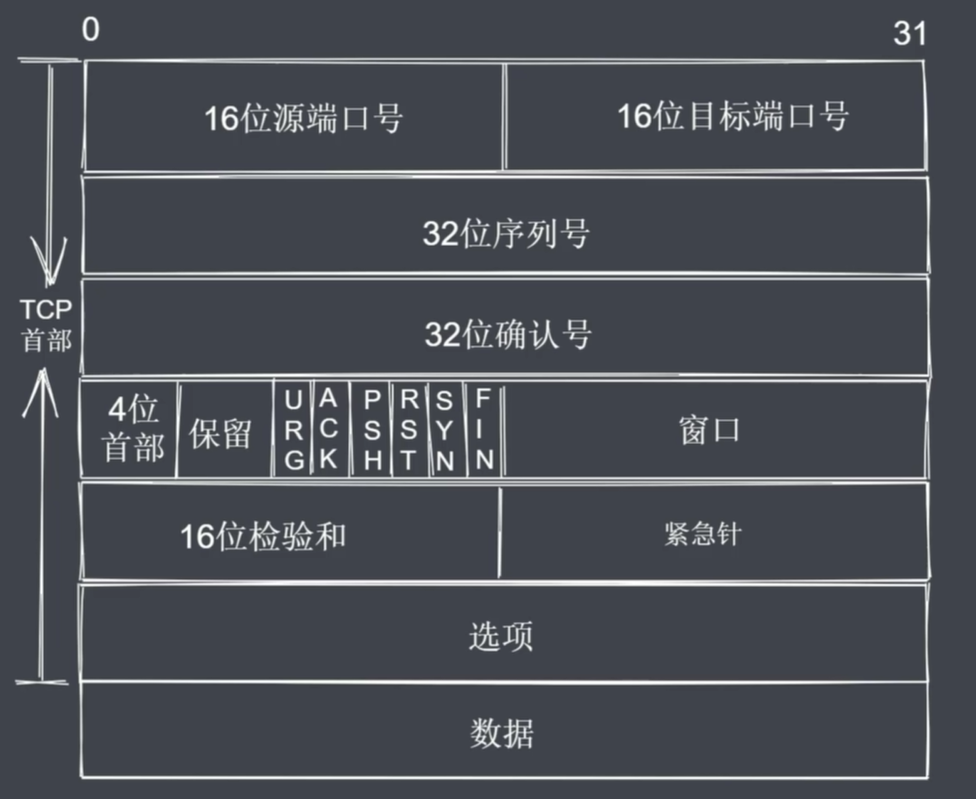 0
31
16位源端口号
16位目标端口号
32位序列号
TCP
首部
32位确认号
4位
首部
保留
URG
ACK
PSH
RST
SYN
FIN
窗口
16位检验和
紧急针
选项
数据